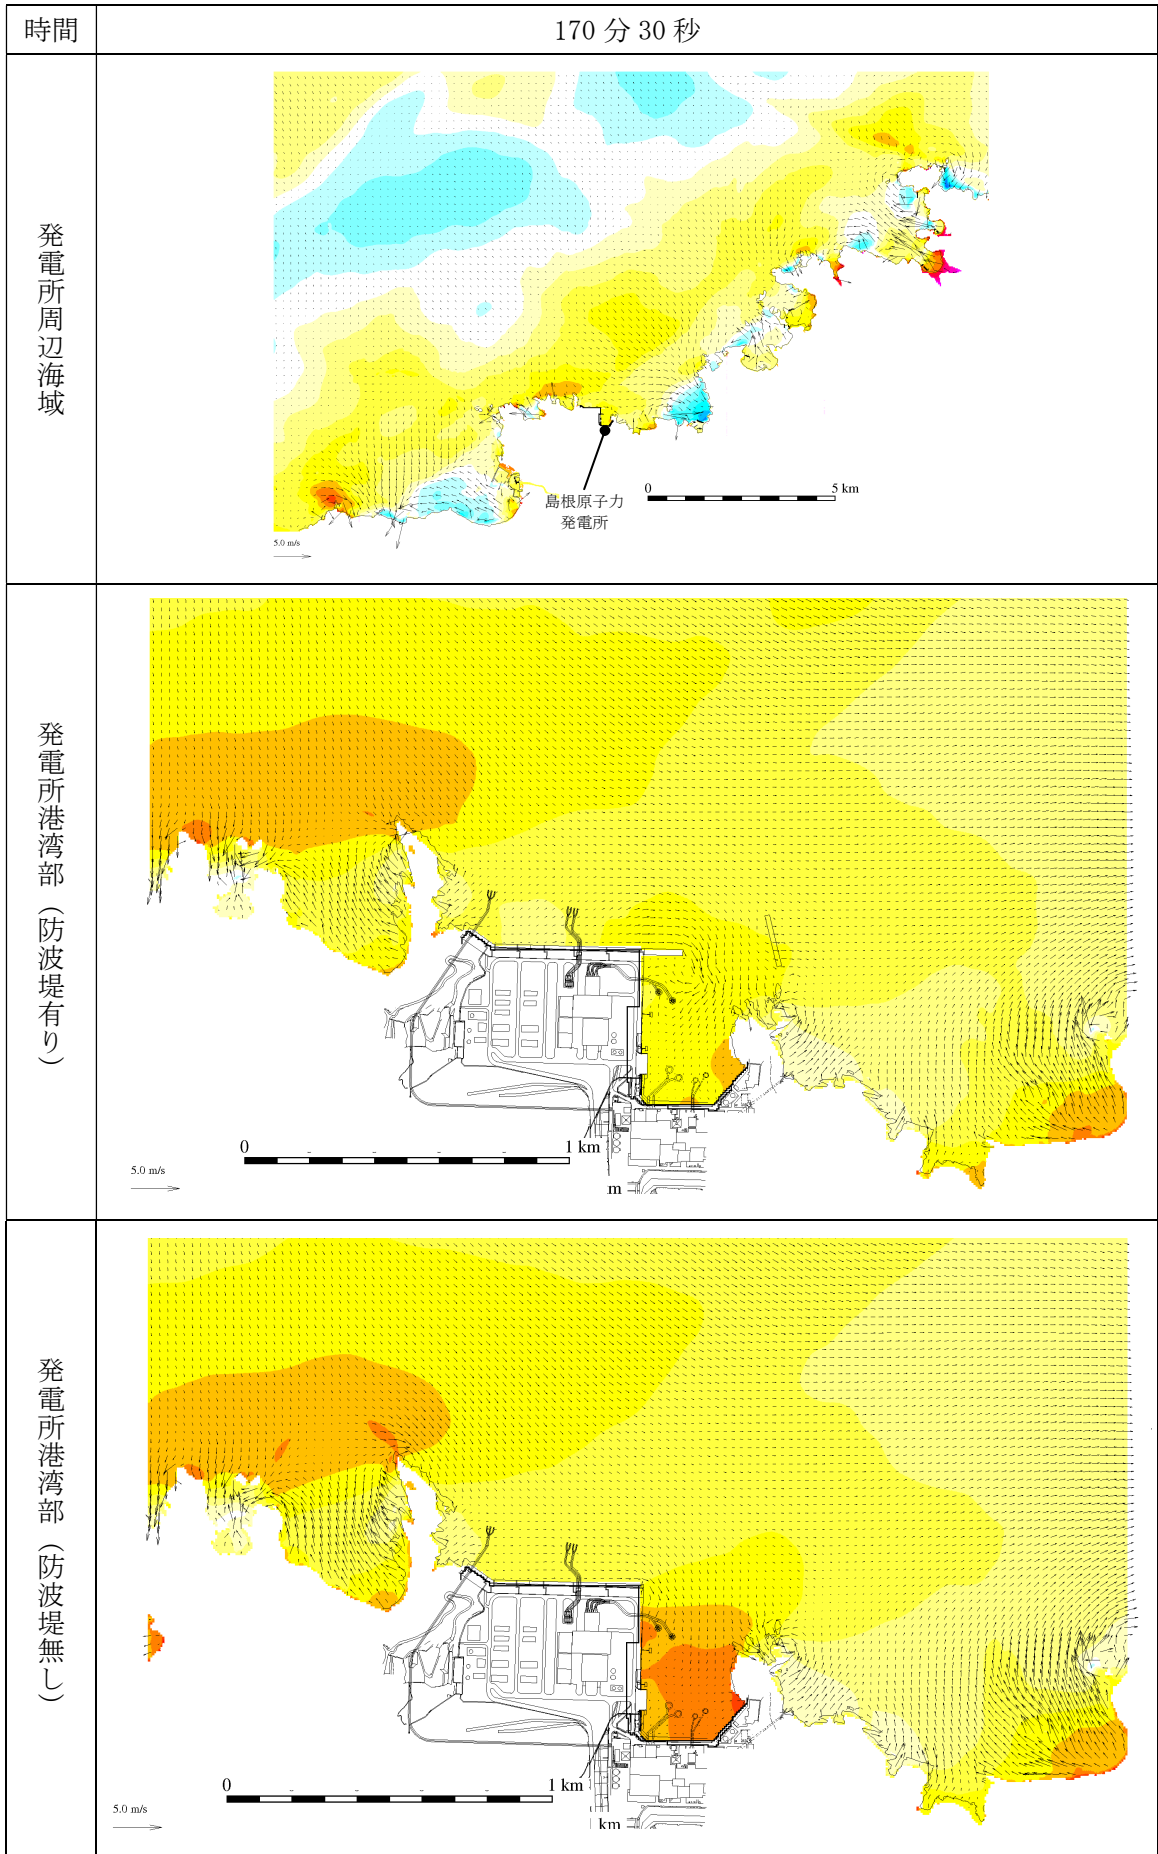 時間
170 分 30 秒
発電所周辺海域
島根原子力
発電所
0
5 km
5.0 m/s
発電所港湾部（防波堤有り）
0
1 km
5.0 m/s
m
発電所港湾部（防波堤無し）
0
1 km
5.0 m/s
km